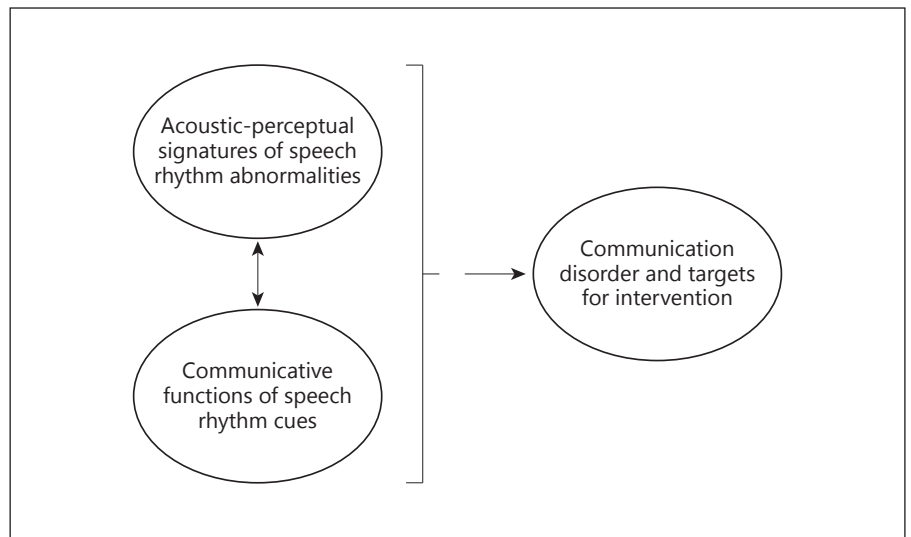 Acoustic-perceptual
signatures of speech
rhythm abnormalities
Communicative
functions of speech
rhythm cues
Communication
disorder and targets
for intervention